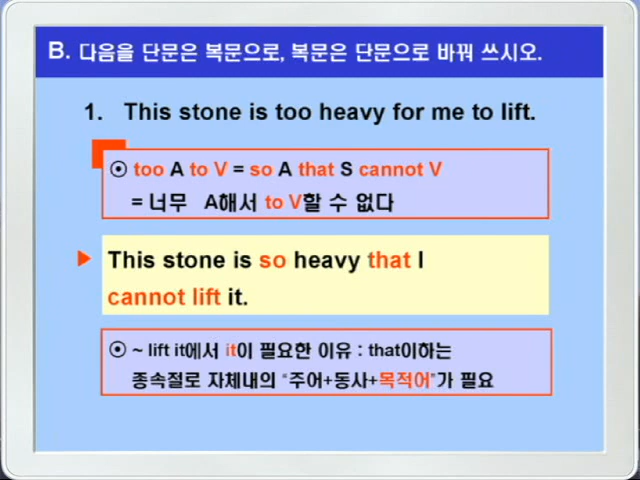 B. 다음을 단문은 복문으로, 복문은 단문으로 바꿔 쓰시오.
1. This stone is too heavy for me to lift.
⊙ too A to V = so A that S cannot V
= 너무 A해서 to V할 수 없다
▶ This stone is so heavy that I
cannot lift it.
⊙ ~ lift it에서 it이 필요한 이유 : that이하는
종속절로 자체내의 “주어+동사+목적어”가 필요